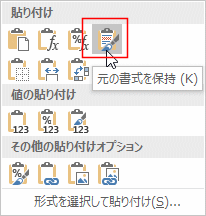 貼り付け
fx fx
元の書式を保持 (K)
値の貼り付け
123 123 123
その他の貼り付けオプション
形式を選択して貼り付け(S)...